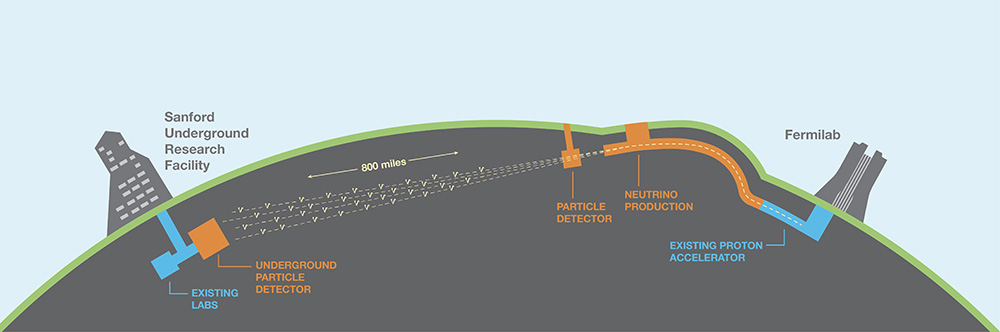 Sanford
Underground
Research
Facility
Fermilab
800 miles
PARTICLE
DETECTOR
NEUTRINO
PRODUCTION
EXISTING PROTON
ACCELERATOR
UNDERGROUND
PARTICLE
DETECTOR
EXISTING
LABS